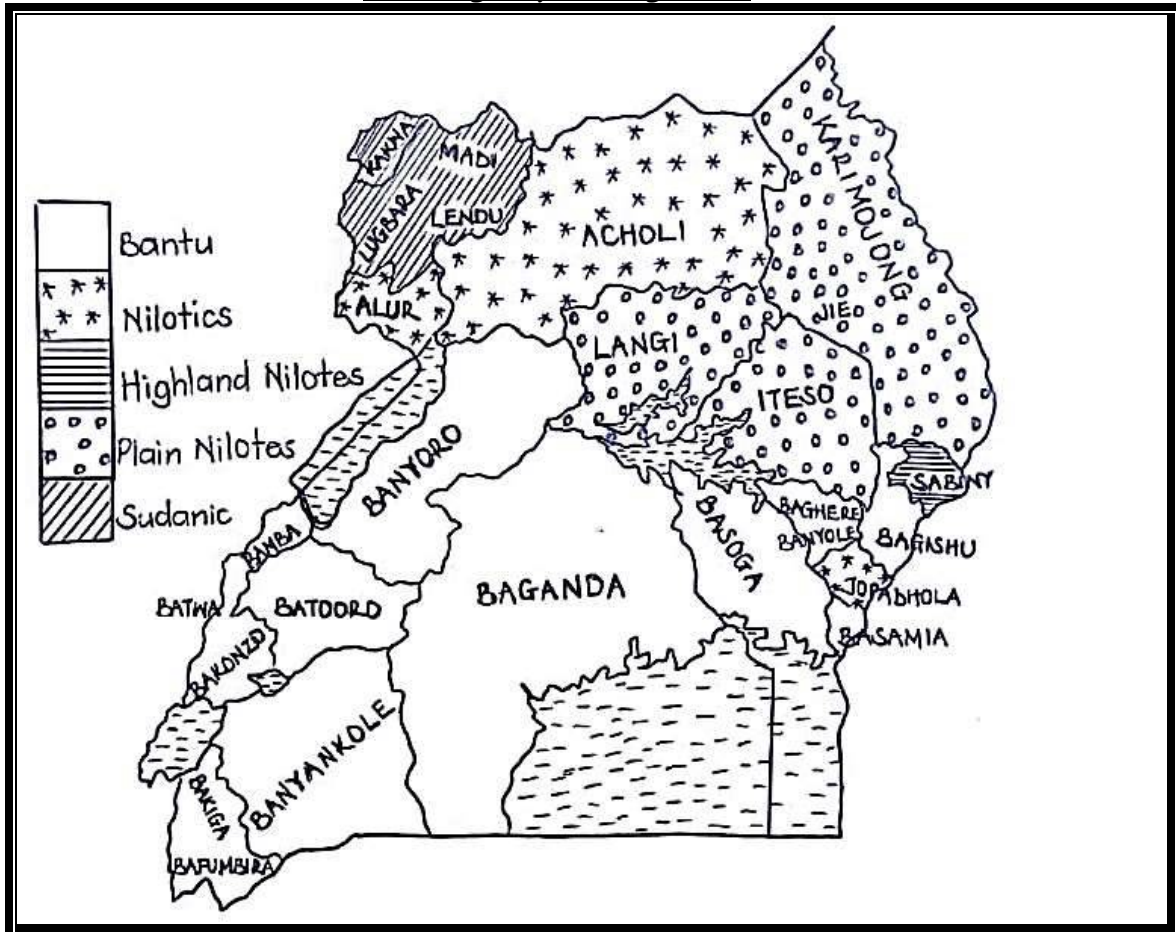 Bantu
Nilotics
Highland Nilotes
Plain Nilotes
Sudanic
KAKWA
MADI
LUGBARA
LENDU
ALUR
ACHOLI
KARIMOJONG
JIE
LANGI
ITESO
SABINY
BANYORO
BAGHERE
BANYOLE
BAGISHU
BASOGA
BAMBA
BAGANDA
JOPADHOLA
BATWA
BATOORO
BASAMIA
BAKONZO
BANYANKOLE
BAKIGA
BAFUMBIRA